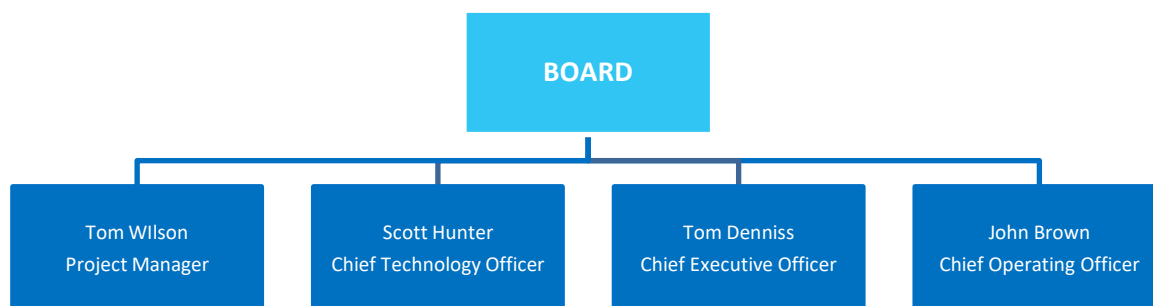 BOARD
Tom WIlson
Project Manager
Scott Hunter
Chief Technology Officer
Tom Denniss
Chief Executive Officer
John Brown
Chief Operating Officer